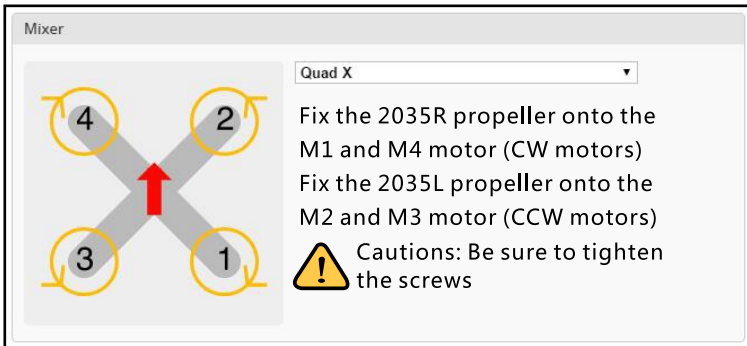 Mixer
Quad X
4
2
3
1
Fix the 2035R propeller onto the
M1 and M4 motor (CW motors)
Fix the 2035L propeller onto the
M2 and M3 motor (CCW motors)
Cautions: Be sure to tighten
the screws